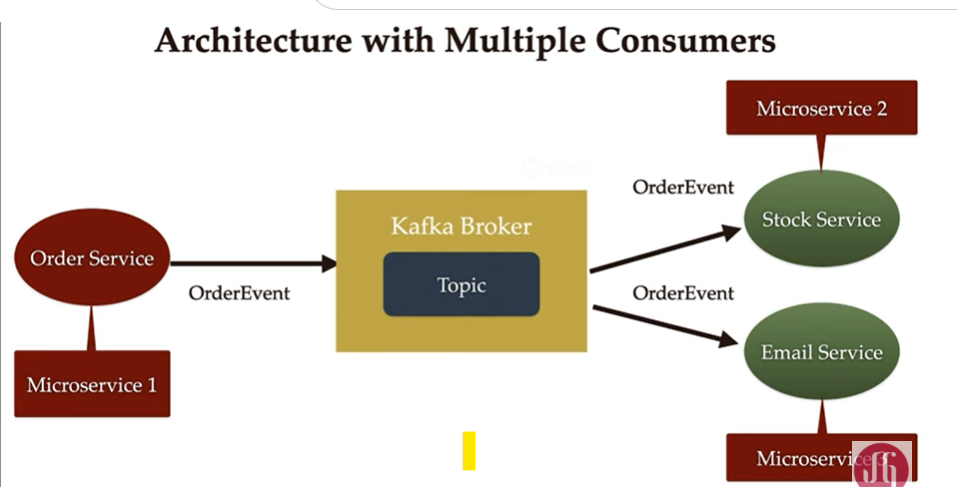 Architecture with Multiple Consumers
Microservice 2
OrderEvent
Kafka Broker
Stock Service
Order Service
Topic
OrderEvent
OrderEvent
Email Service
Microservice 1
Microservice 3